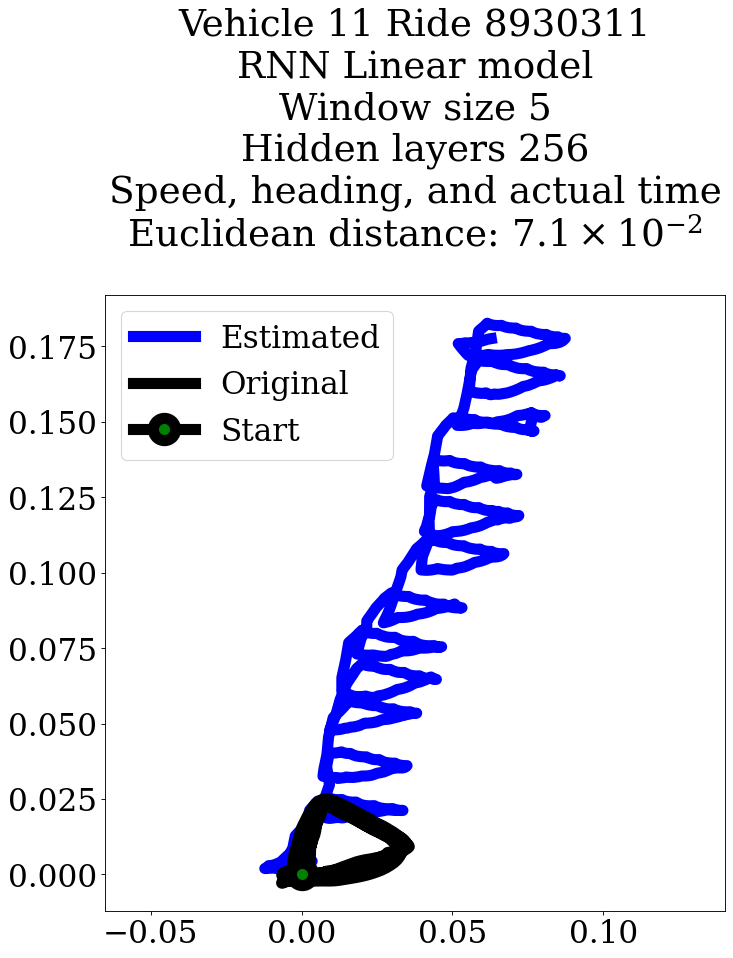 Vehicle 11 Ride 8930311
RNN Linear model
Window size 5
Hidden layers 256
Speed, heading, and actual time
Euclidean distance: 7.1 × 10⁻²
Estimated
Original
Start
0.175
0.150
0.125
0.100
0.075
0.050
0.025
0.000
−0.05 0.00 0.05 0.10